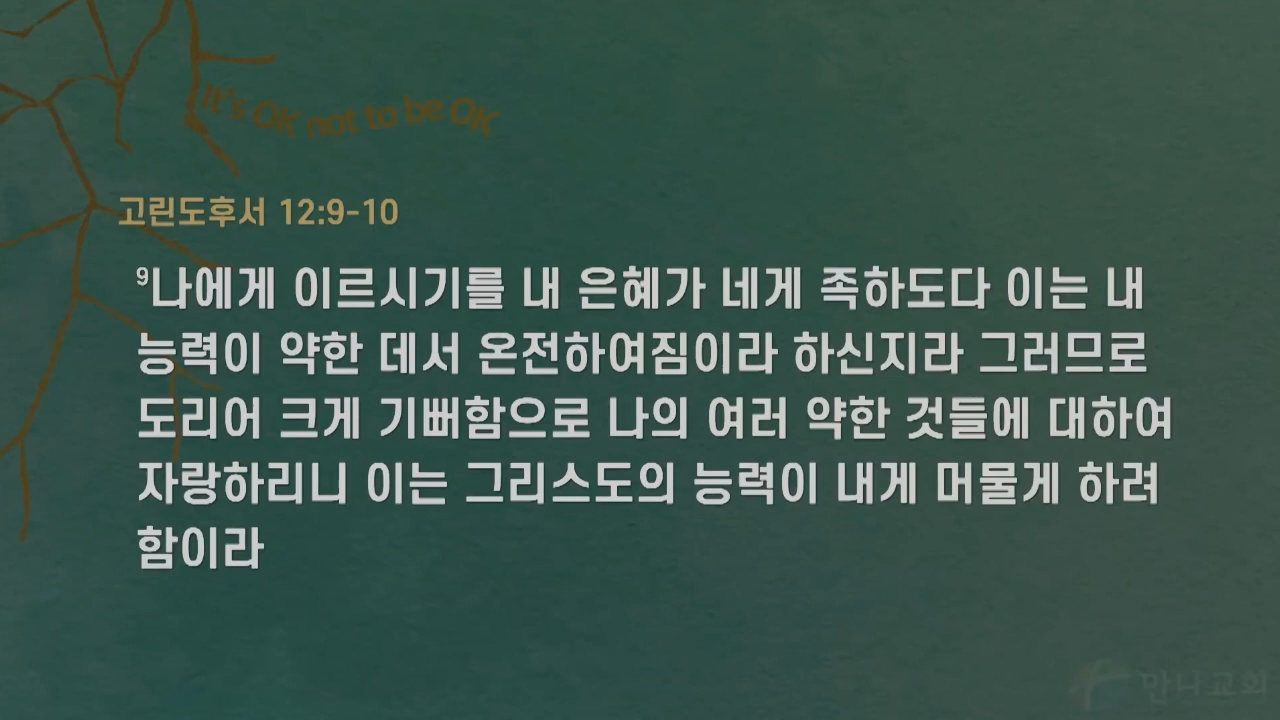 It's OK not to be OK
고린도후서 12:9-10
⁹나에게 이르시기를 내 은혜가 네게 족하도다 이는 내
능력이 약한 데서 온전하여짐이라 하신지라 그러므로
도리어 크게 기뻐함으로 나의 여러 약한 것들에 대하여
자랑하리니 이는 그리스도의 능력이 내게 머물게 하려
함이라
만나교회